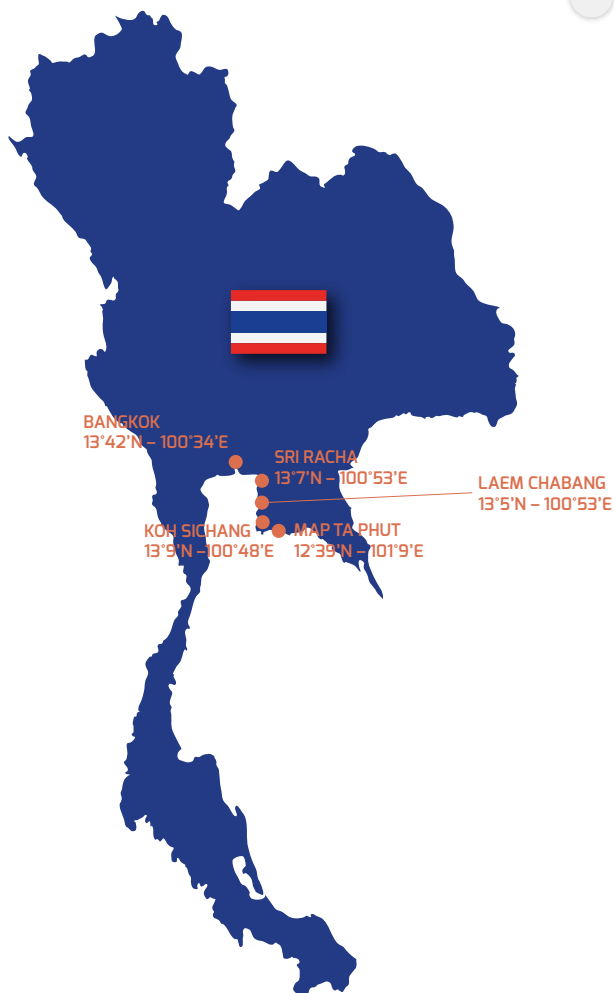 BANGKOK
13°42'N – 100°34'E
SRI RACHA
13°7'N – 100°53'E
LAEM CHABANG
13°5'N – 100°53'E
KOH SICHANG
13°9'N –100°48'E
MAP TA PHUT
12°39'N – 101°9'E